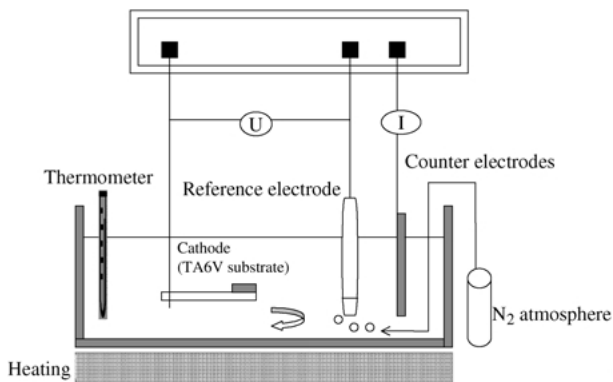 U
I
Counter electrodes
Thermometer
Reference electrode
Cathode
(TA6V substrate)
N₂ atmosphere
Heating